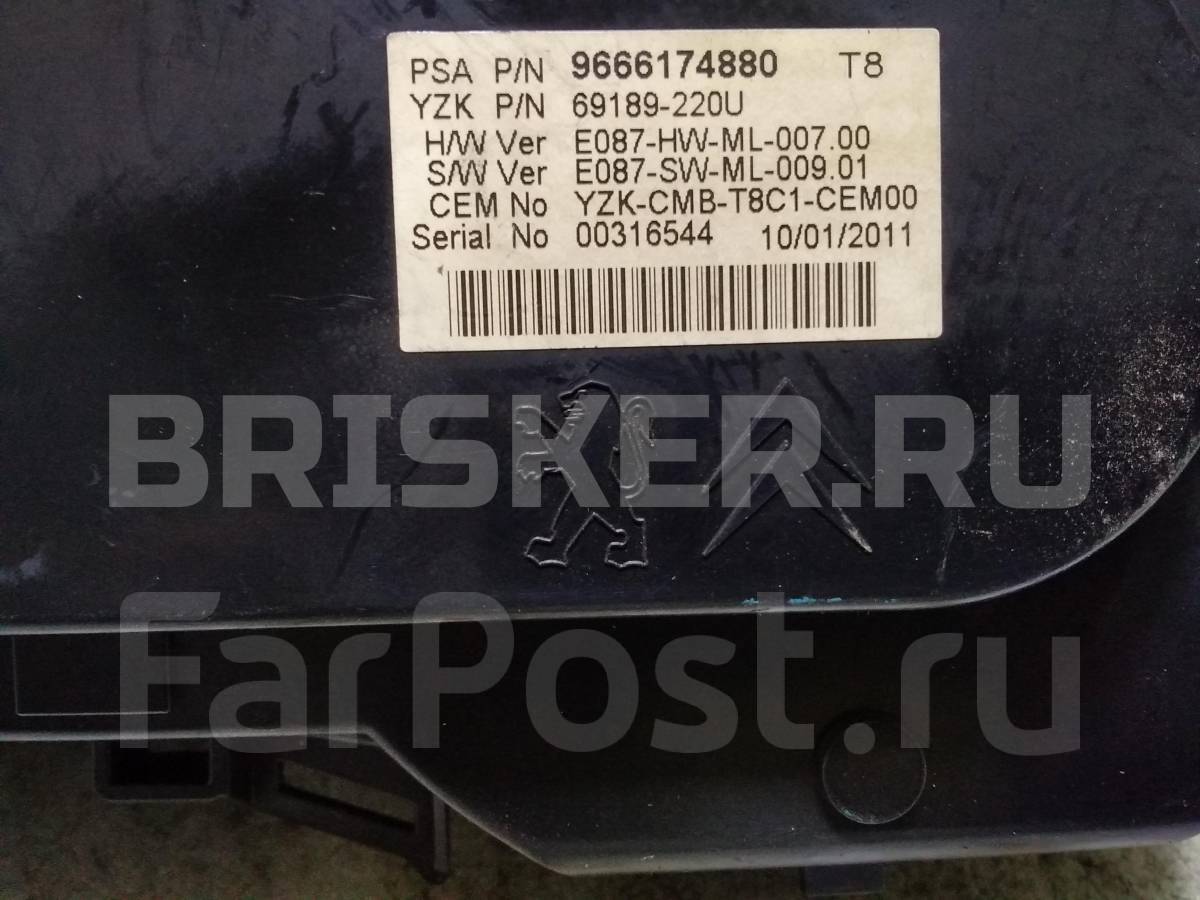 PSA P/N 9666174880 T8
YZK P/N 69189-220U
H/W Ver E087-HW-ML-007.00
S/W Ver E087-SW-ML-009.01
CEM No YZK-CMB-T8C1-CEM00
Serial No 00316544 10/01/2011
BRISKER.RU
FarPost.ru